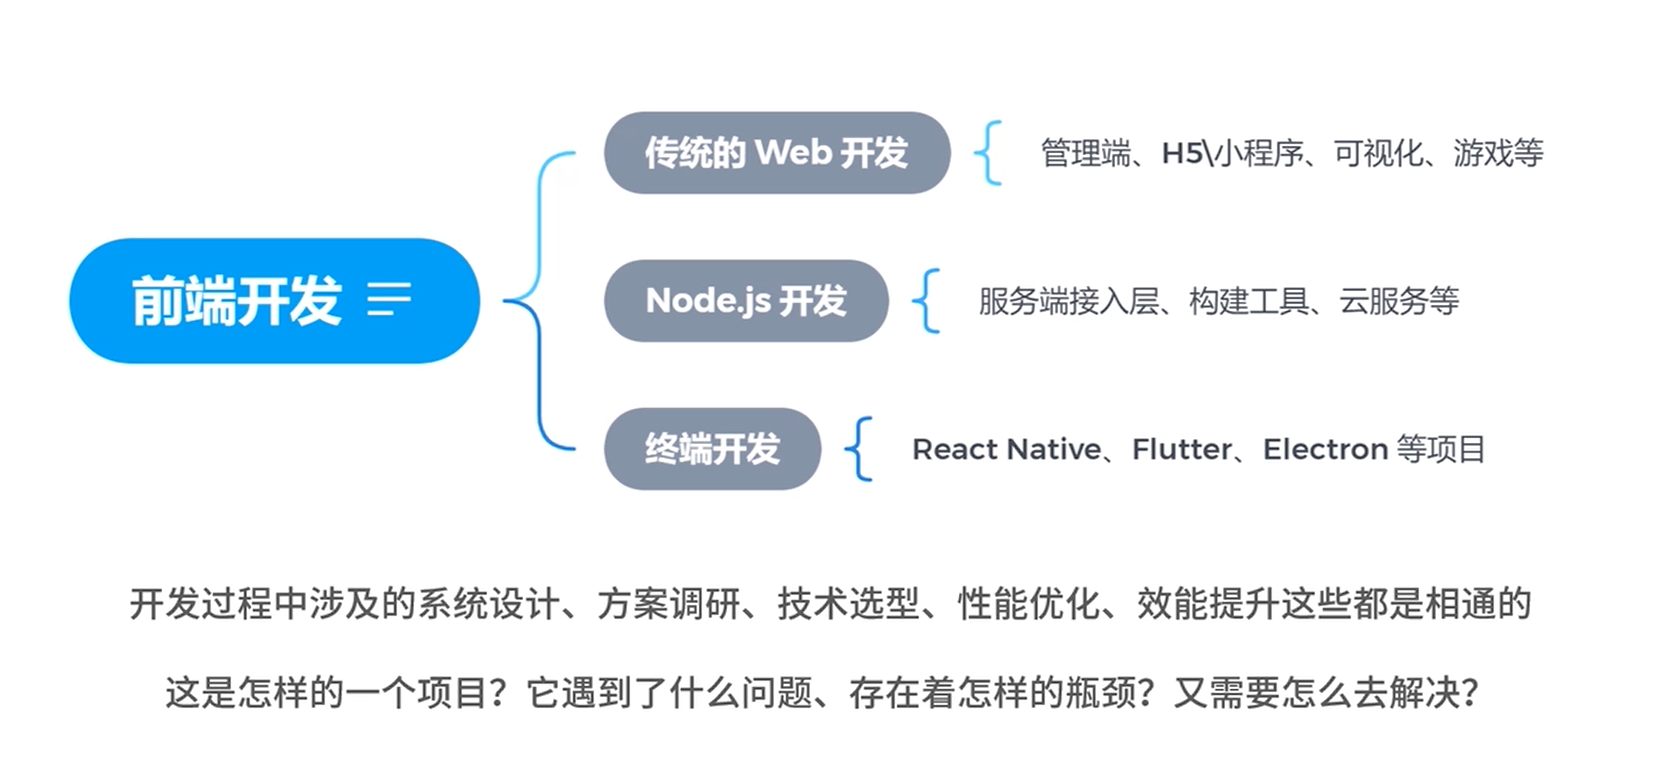 前端开发
传统的 Web 开发
管理端、H5\小程序、可视化、游戏等
Node.js 开发
服务端接入层、构建工具、云服务等
终端开发
React Native、Flutter、Electron 等项目
开发过程中涉及的系统设计、方案调研、技术选型、性能优化、效能提升这些都是相通的
这是怎样的一个项目？它遇到了什么问题、存在着怎样的瓶颈？又需要怎么去解决？